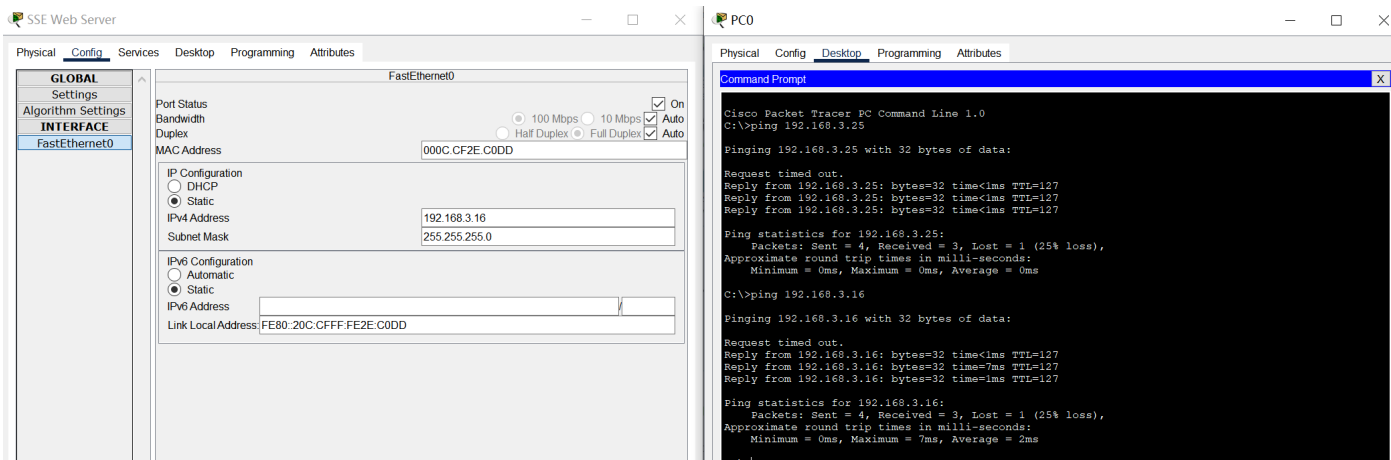 SSE Web Server
Physical Config Services Desktop Programming Attributes
GLOBAL
Settings
Algorithm Settings
INTERFACE
FastEthernet0
FastEthernet0
Port Status On
Bandwidth 100 Mbps 10 Mbps Auto
Duplex Half Duplex Full Duplex Auto
MAC Address 000C.CF2E.C0DD
IP Configuration
DHCP
Static
IPv4 Address 192.168.3.16
Subnet Mask 255.255.255.0
IPv6 Configuration
Automatic
Static
IPv6 Address /
Link Local Address: FE80::20C:CFFF:FE2E:C0DD
PC0
Physical Config Desktop Programming Attributes
Command Prompt X
Cisco Packet Tracer PC Command Line 1.0
C:\>ping 192.168.3.25
Pinging 192.168.3.25 with 32 bytes of data:
Request timed out.
Reply from 192.168.3.25: bytes=32 time<1ms TTL=127
Reply from 192.168.3.25: bytes=32 time<1ms TTL=127
Reply from 192.168.3.25: bytes=32 time<1ms TTL=127
Ping statistics for 192.168.3.25:
Packets: Sent = 4, Received = 3, Lost = 1 (25% loss),
Approximate round trip times in milli-seconds:
Minimum = 0ms, Maximum = 0ms, Average = 0ms
C:\>ping 192.168.3.16
Pinging 192.168.3.16 with 32 bytes of data:
Request timed out.
Reply from 192.168.3.16: bytes=32 time<1ms TTL=127
Reply from 192.168.3.16: bytes=32 time=7ms TTL=127
Reply from 192.168.3.16: bytes=32 time=1ms TTL=127
Ping statistics for 192.168.3.16:
Packets: Sent = 4, Received = 3, Lost = 1 (25% loss),
Approximate round trip times in milli-seconds:
Minimum = 0ms, Maximum = 7ms, Average = 2ms